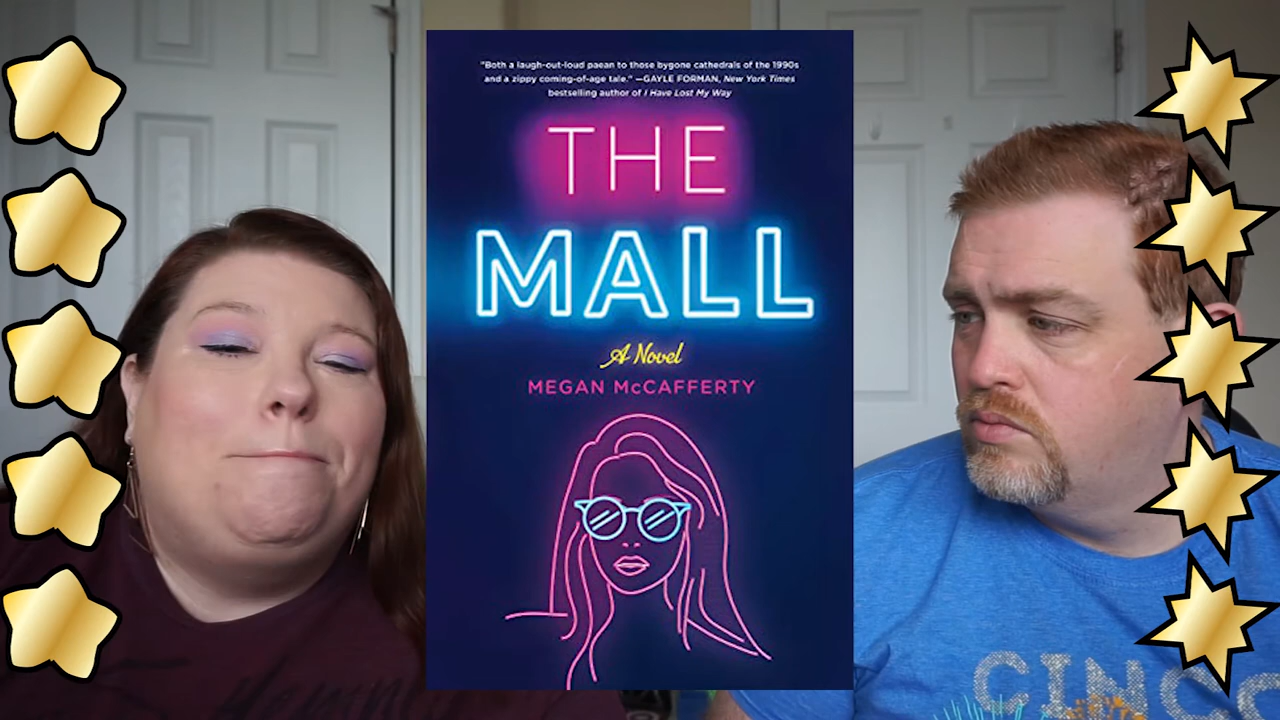 "Both a laugh-out-loud paean to those bygone cathedrals of the 1990s
and a zippy coming-of-age tale." —GAYLE FORMAN, New York Times
bestselling author of I Have Lost My Way
THE
MALL
A Novel
MEGAN McCAFFERTY
CINCO